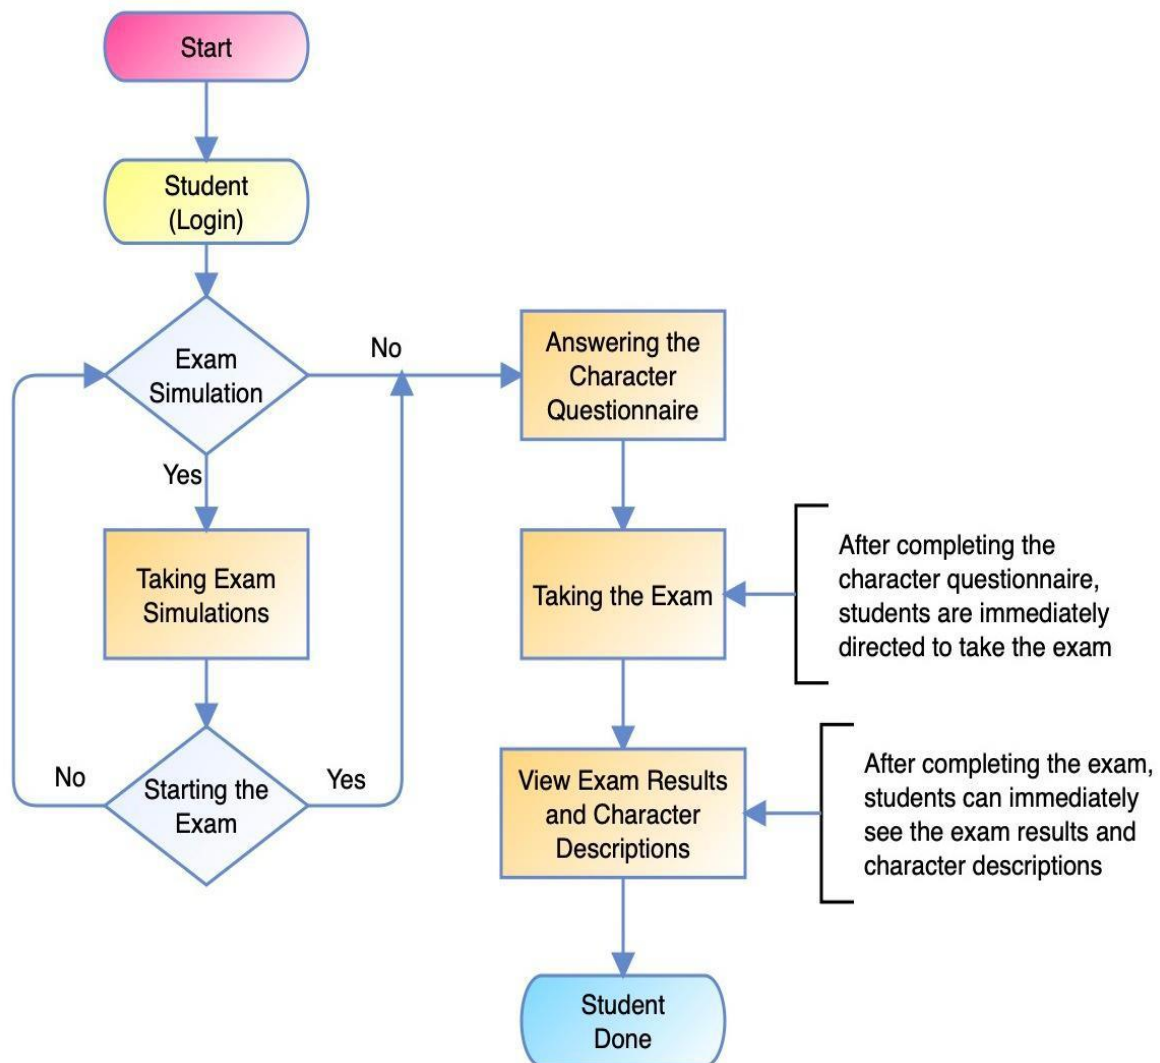 Start
Student
(Login)
Exam
Simulation
No
Yes
Taking Exam
Simulations
Starting the
Exam
No
Yes
Answering the
Character
Questionnaire
Taking the Exam
After completing the
character questionnaire,
students are immediately
directed to take the exam
View Exam Results
and Character
Descriptions
After completing the exam,
students can immediately
see the exam results and
character descriptions
Student
Done